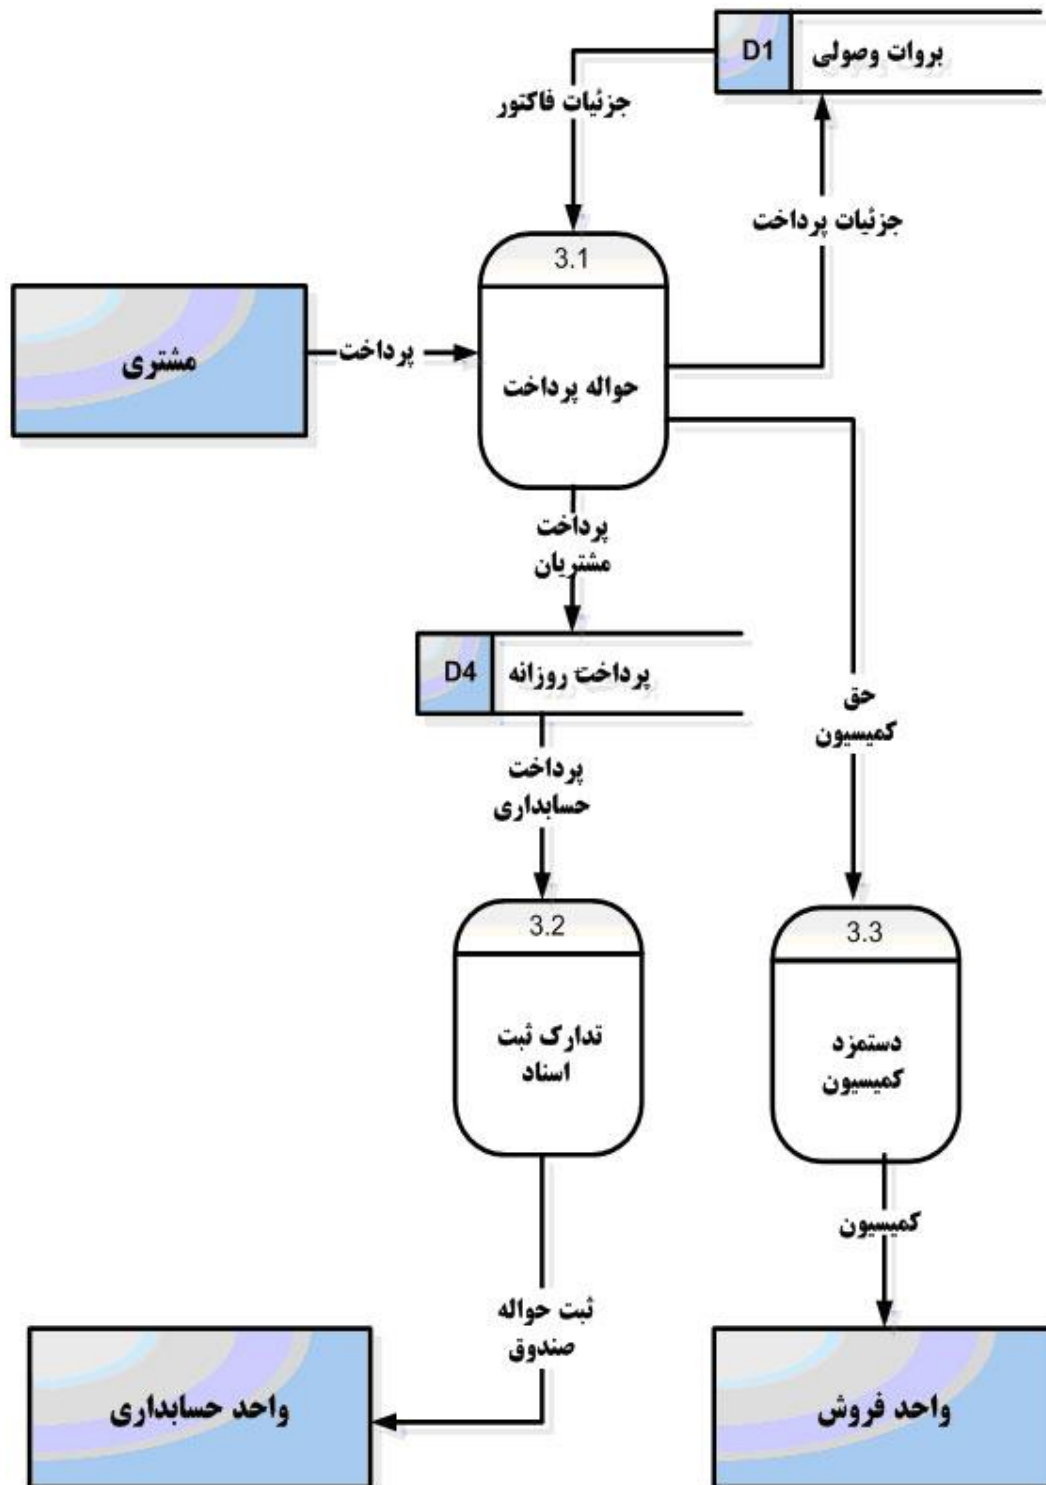 D1
بروات وصولی
جزئیات فاکتور
جزئیات پرداخت
3.1
حواله پرداخت
مشتری
پرداخت
پرداخت
مشتریان
D4
پرداخت روزانه
حق
کمیسیون
پرداخت
حسابداری
3.2
تدارک ثبت
اسناد
3.3
دستمزد
کمیسیون
کمیسیون
ثبت حواله
صندوق
واحد حسابداری
واحد فروش